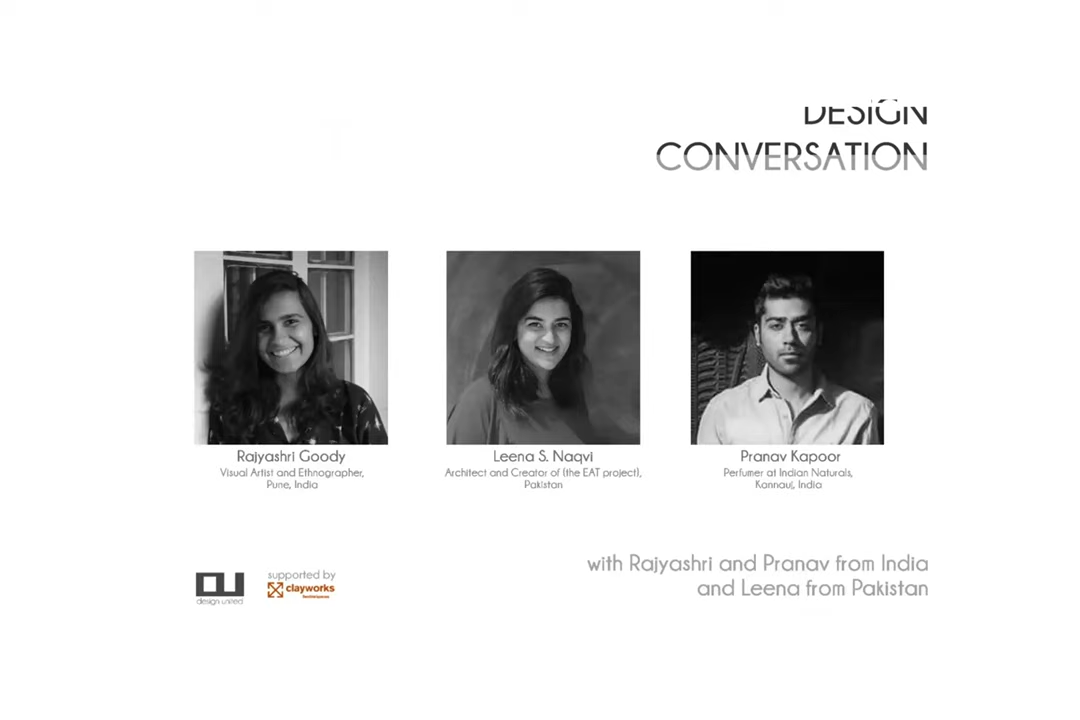 DESIGN
CONVERSATION
Rajyashri Goody
Visual Artist and Ethnographer,
Pune, India
Leena S. Naqvi
Architect and Creator of (the EAT project),
Pakistan
Pranav Kapoor
Perfumer at Indian Naturals,
Kannauj, India
with Rajyashri and Pranav from India
and Leena from Pakistan
design united
supported by
clayworks